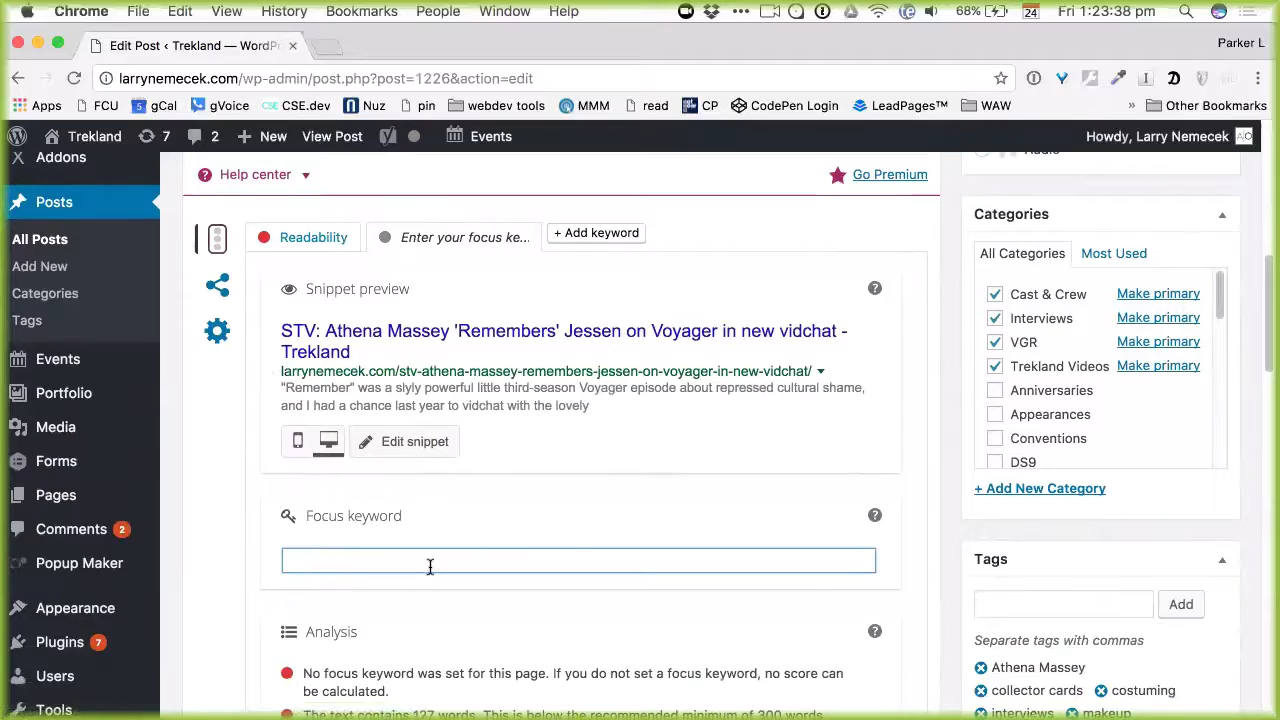 Chrome File Edit View History Bookmarks People Window Help 68% 24 Fri 1:23:38 pm
Edit Post ‹ Trekland — WordP Parker L
larrynemecek.com/wp-admin/post.php?post=1226&action=edit
Apps FCU gCal gVoice CSE CSE.dev Nuz pin webdev tools MMM read CP CodePen Login LeadPages™ WAW » Other Bookmarks
Trekland 7 2 New View Post Events Howdy, Larry Nemecek
Addons
Posts
All Posts
Add New
Categories
Tags
Events
Portfolio
Media
Forms
Pages
Comments 2
Popup Maker
Appearance
Plugins 7
Users
Tools
Help center
Go Premium
Readability Enter your focus ke... + Add keyword
Snippet preview
STV: Athena Massey 'Remembers' Jessen on Voyager in new vidchat -
Trekland
larrynemecek.com/stv-athena-massey-remembers-jessen-on-voyager-in-new-vidchat/
"Remember" was a slyly powerful little third-season Voyager episode about repressed cultural shame,
and I had a chance last year to vidchat with the lovely
Edit snippet
Focus keyword
Analysis
No focus keyword was set for this page. If you do not set a focus keyword, no score can
be calculated.
The text contains 127 words. This is below the recommended minimum of 300 words.
Audio
Categories
All Categories Most Used
Cast & Crew Make primary
Interviews Make primary
VGR Make primary
Trekland Videos Make primary
Anniversaries
Appearances
Conventions
DS9
+ Add New Category
Tags
Add
Separate tags with commas
Athena Massey
collector cards costuming
interviews makeup